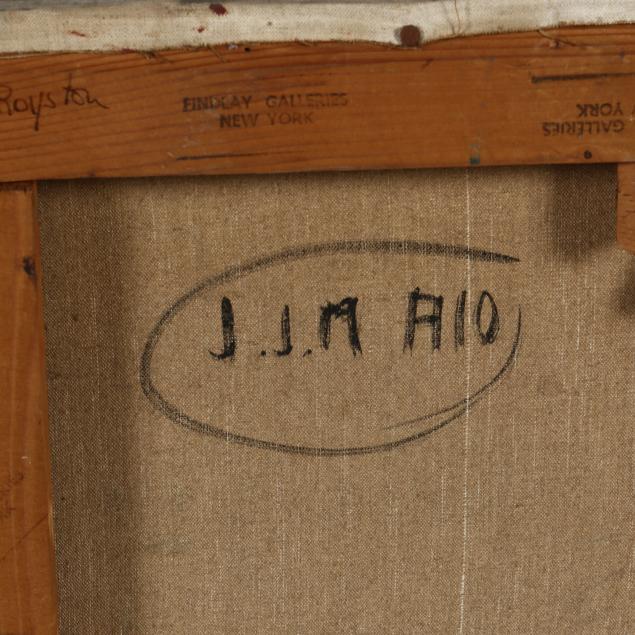 Royston
FINDLAY GALLERIES
NEW YORK
GALLERIES
YORK
J.J.M A10